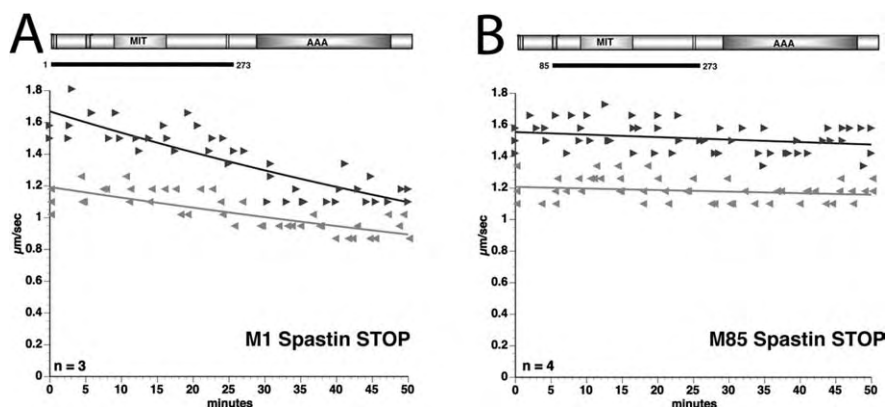 A
MIT
AAA
1
273
1.8
1.6
1.4
1.2
1
0.8
0.6
0.4
0.2
0
µm/sec
M1 Spastin STOP
n = 3
0 5 10 15 20 25 30 35 40 45 50
minutes
B
MIT
AAA
85
273
1.8
1.6
1.4
1.2
1
0.8
0.6
0.4
0.2
0
µm/sec
M85 Spastin STOP
n = 4
0 5 10 15 20 25 30 35 40 45 50
minutes